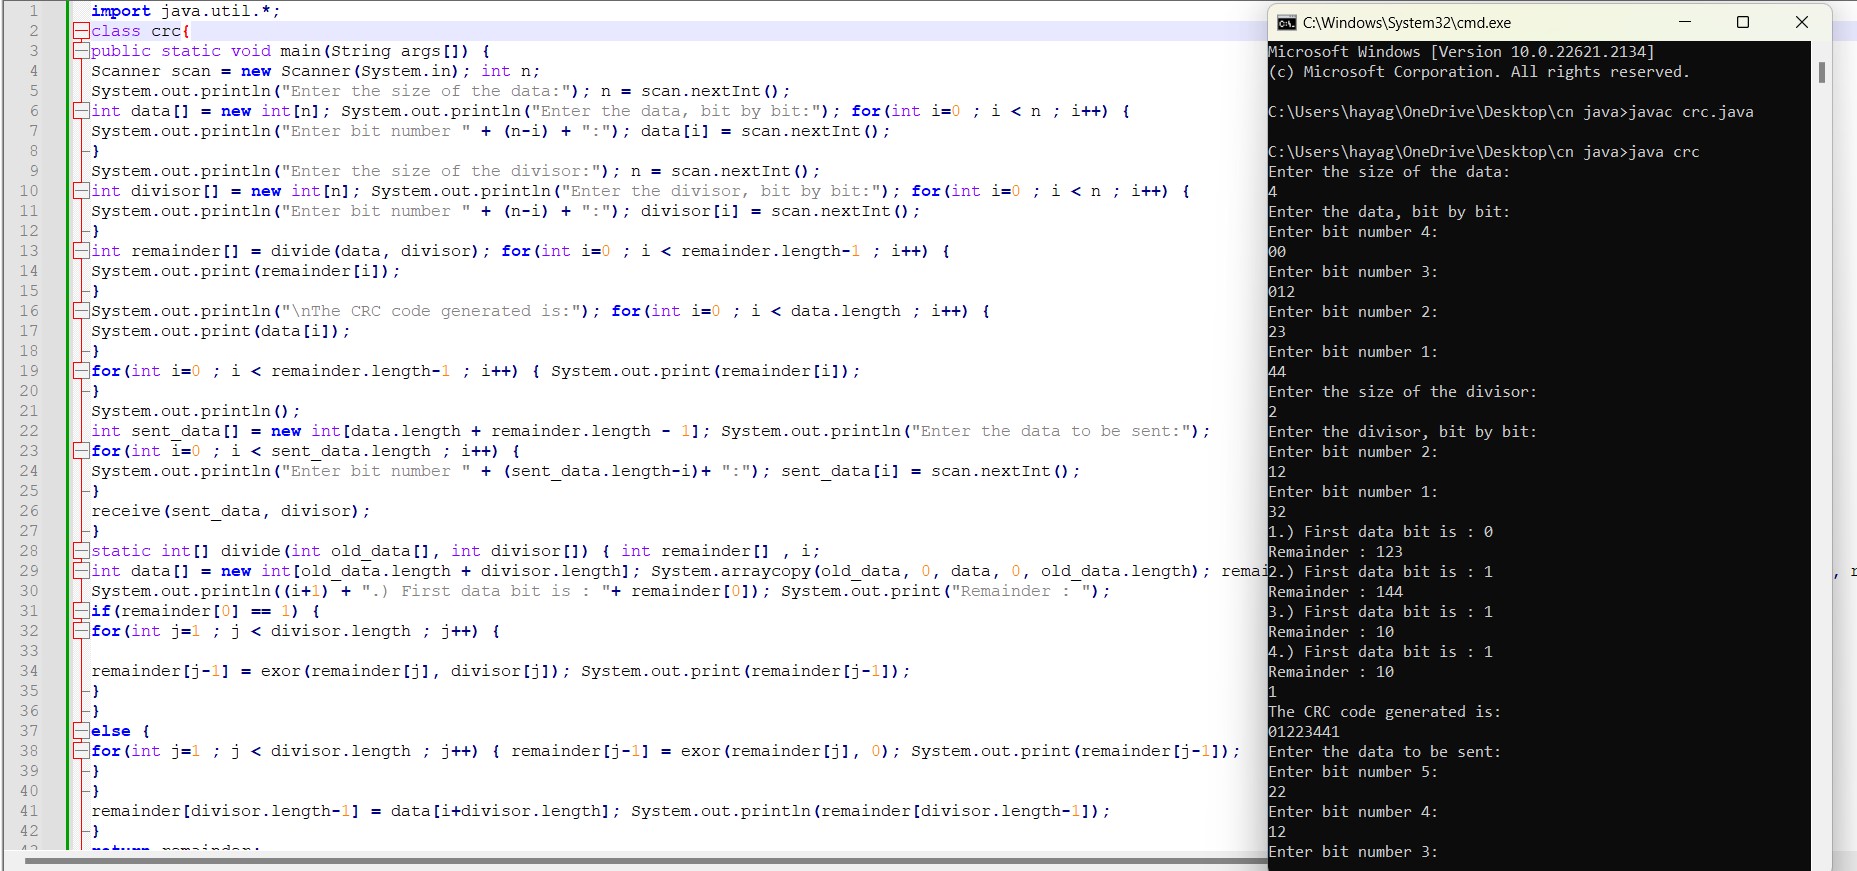 1 import java.util.*;
2 class crc{
3 public static void main(String args[]) {
4 Scanner scan = new Scanner(System.in); int n;
5 System.out.println("Enter the size of the data:"); n = scan.nextInt();
6 int data[] = new int[n]; System.out.println("Enter the data, bit by bit:"); for(int i=0 ; i < n ; i++) {
7 System.out.println("Enter bit number " + (n-i) + ":"); data[i] = scan.nextInt();
8 }
9 System.out.println("Enter the size of the divisor:"); n = scan.nextInt();
10 int divisor[] = new int[n]; System.out.println("Enter the divisor, bit by bit:"); for(int i=0 ; i < n ; i++) {
11 System.out.println("Enter bit number " + (n-i) + ":"); divisor[i] = scan.nextInt();
12 }
13 int remainder[] = divide(data, divisor); for(int i=0 ; i < remainder.length-1 ; i++) {
14 System.out.print(remainder[i]);
15 }
16 System.out.println("\nThe CRC code generated is:"); for(int i=0 ; i < data.length ; i++) {
17 System.out.print(data[i]);
18 }
19 for(int i=0 ; i < remainder.length-1 ; i++) { System.out.print(remainder[i]);
20 }
21 System.out.println();
22 int sent_data[] = new int[data.length + remainder.length - 1]; System.out.println("Enter the data to be sent:");
23 for(int i=0 ; i < sent_data.length ; i++) {
24 System.out.println("Enter bit number " + (sent_data.length-i)+ ":"); sent_data[i] = scan.nextInt();
25 }
26 receive(sent_data, divisor);
27 }
28 static int[] divide(int old_data[], int divisor[]) { int remainder[] , i;
29 int data[] = new int[old_data.length + divisor.length]; System.arraycopy(old_data, 0, data, 0, old_data.length); remai , r
30 System.out.println((i+1) + ".) First data bit is : "+ remainder[0]); System.out.print("Remainder : ");
31 if(remainder[0] == 1) {
32 for(int j=1 ; j < divisor.length ; j++) {
33
34 remainder[j-1] = exor(remainder[j], divisor[j]); System.out.print(remainder[j-1]);
35 }
36 }
37 else {
38 for(int j=1 ; j < divisor.length ; j++) { remainder[j-1] = exor(remainder[j], 0); System.out.print(remainder[j-1]);
39 }
40 }
41 remainder[divisor.length-1] = data[i+divisor.length]; System.out.println(remainder[divisor.length-1]);
42 }
C:\Windows\System32\cmd.exe
Microsoft Windows [Version 10.0.22621.2134]
(c) Microsoft Corporation. All rights reserved.
C:\Users\hayag\OneDrive\Desktop\cn java>javac crc.java
C:\Users\hayag\OneDrive\Desktop\cn java>java crc
Enter the size of the data:
4
Enter the data, bit by bit:
Enter bit number 4:
00
Enter bit number 3:
012
Enter bit number 2:
23
Enter bit number 1:
44
Enter the size of the divisor:
2
Enter the divisor, bit by bit:
Enter bit number 2:
12
Enter bit number 1:
32
1.) First data bit is : 0
Remainder : 123
2.) First data bit is : 1
Remainder : 144
3.) First data bit is : 1
Remainder : 10
4.) First data bit is : 1
Remainder : 10
1
The CRC code generated is:
01223441
Enter the data to be sent:
Enter bit number 5:
22
Enter bit number 4:
12
Enter bit number 3: